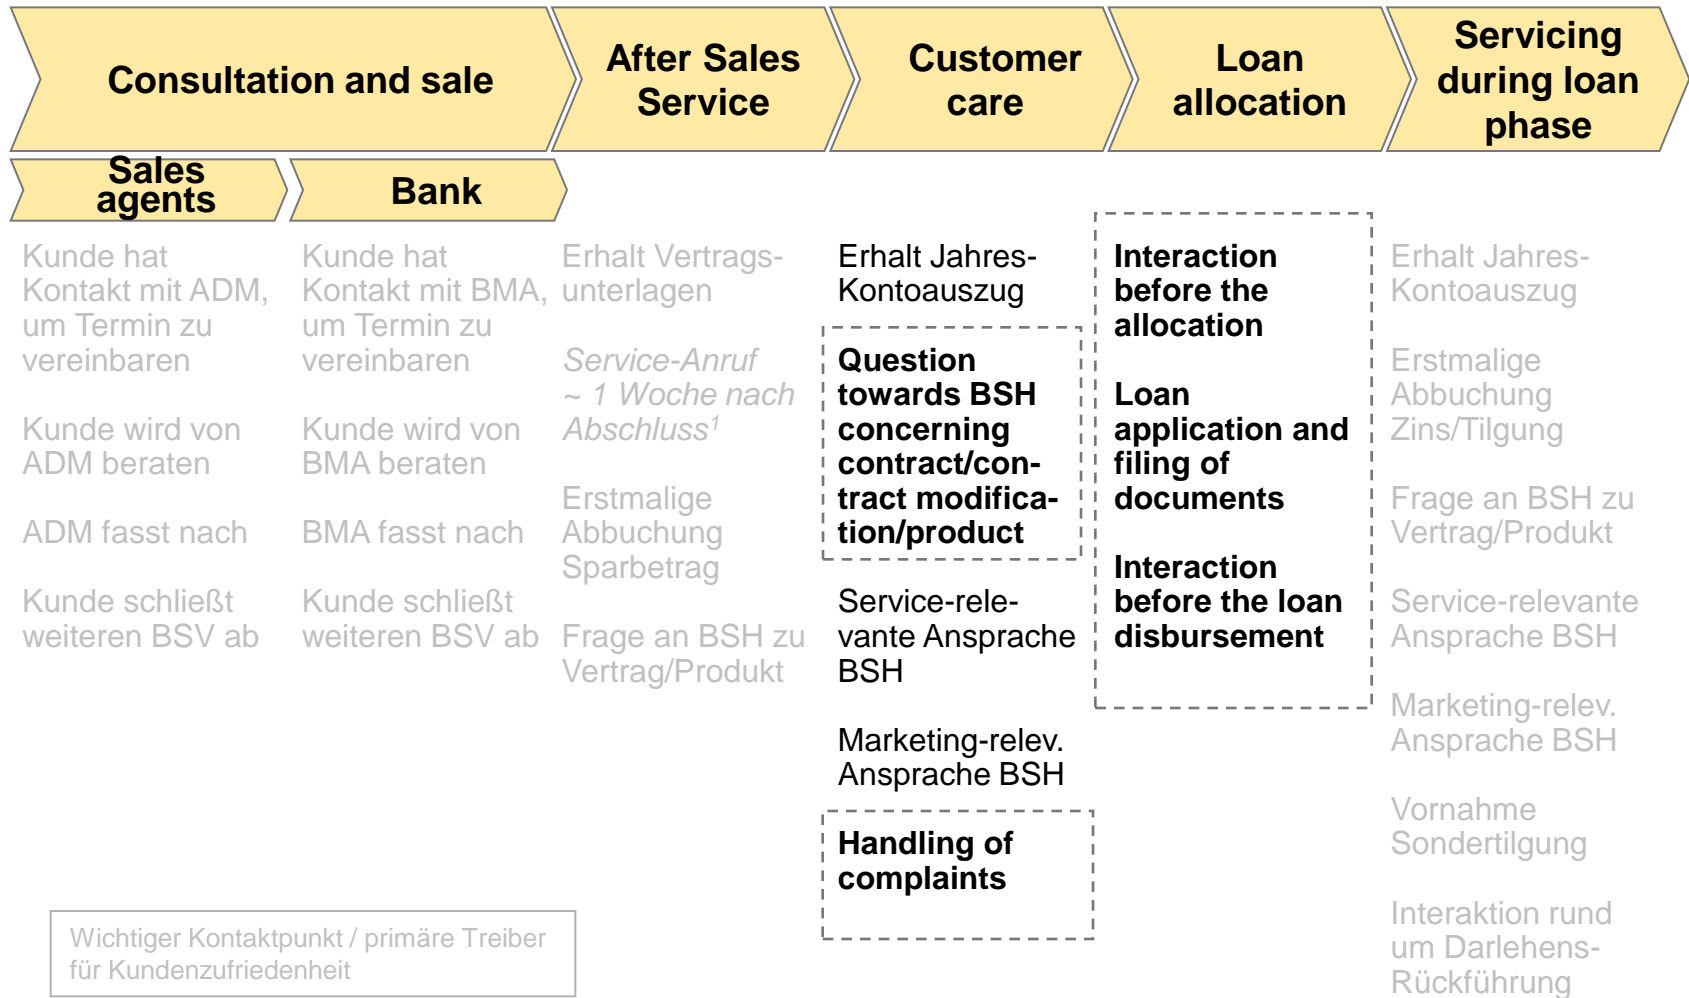 Consultation and sale
After Sales
Service
Customer
care
Loan
allocation
Servicing
during loan
phase
Sales
agents
Bank
Kunde hat
Kontakt mit ADM,
um Termin zu
vereinbaren
Kunde wird von
ADM beraten
ADM fasst nach
Kunde schließt
weiteren BSV ab
Kunde hat
Kontakt mit BMA,
um Termin zu
vereinbaren
Kunde wird von
BMA beraten
BMA fasst nach
Kunde schließt
weiteren BSV ab
Erhalt Vertrags-
unterlagen
Service-Anruf
~ 1 Woche nach
Abschluss¹
Erstmalige
Abbuchung
Sparbetrag
Frage an BSH zu
Vertrag/Produkt
Erhalt Jahres-
Kontoauszug
Question
towards BSH
concerning
contract/con-
tract modifica-
tion/product
Service-rele-
vante Ansprache
BSH
Marketing-relev.
Ansprache BSH
Handling of
complaints
Interaction
before the
allocation
Loan
application and
filing of
documents
Interaction
before the loan
disbursement
Erhalt Jahres-
Kontoauszug
Erstmalige
Abbuchung
Zins/Tilgung
Frage an BSH zu
Vertrag/Produkt
Service-relevante
Ansprache BSH
Marketing-relev.
Ansprache BSH
Vornahme
Sondertilgung
Interaktion rund
um Darlehens-
Rückführung
Wichtiger Kontaktpunkt / primäre Treiber
für Kundenzufriedenheit